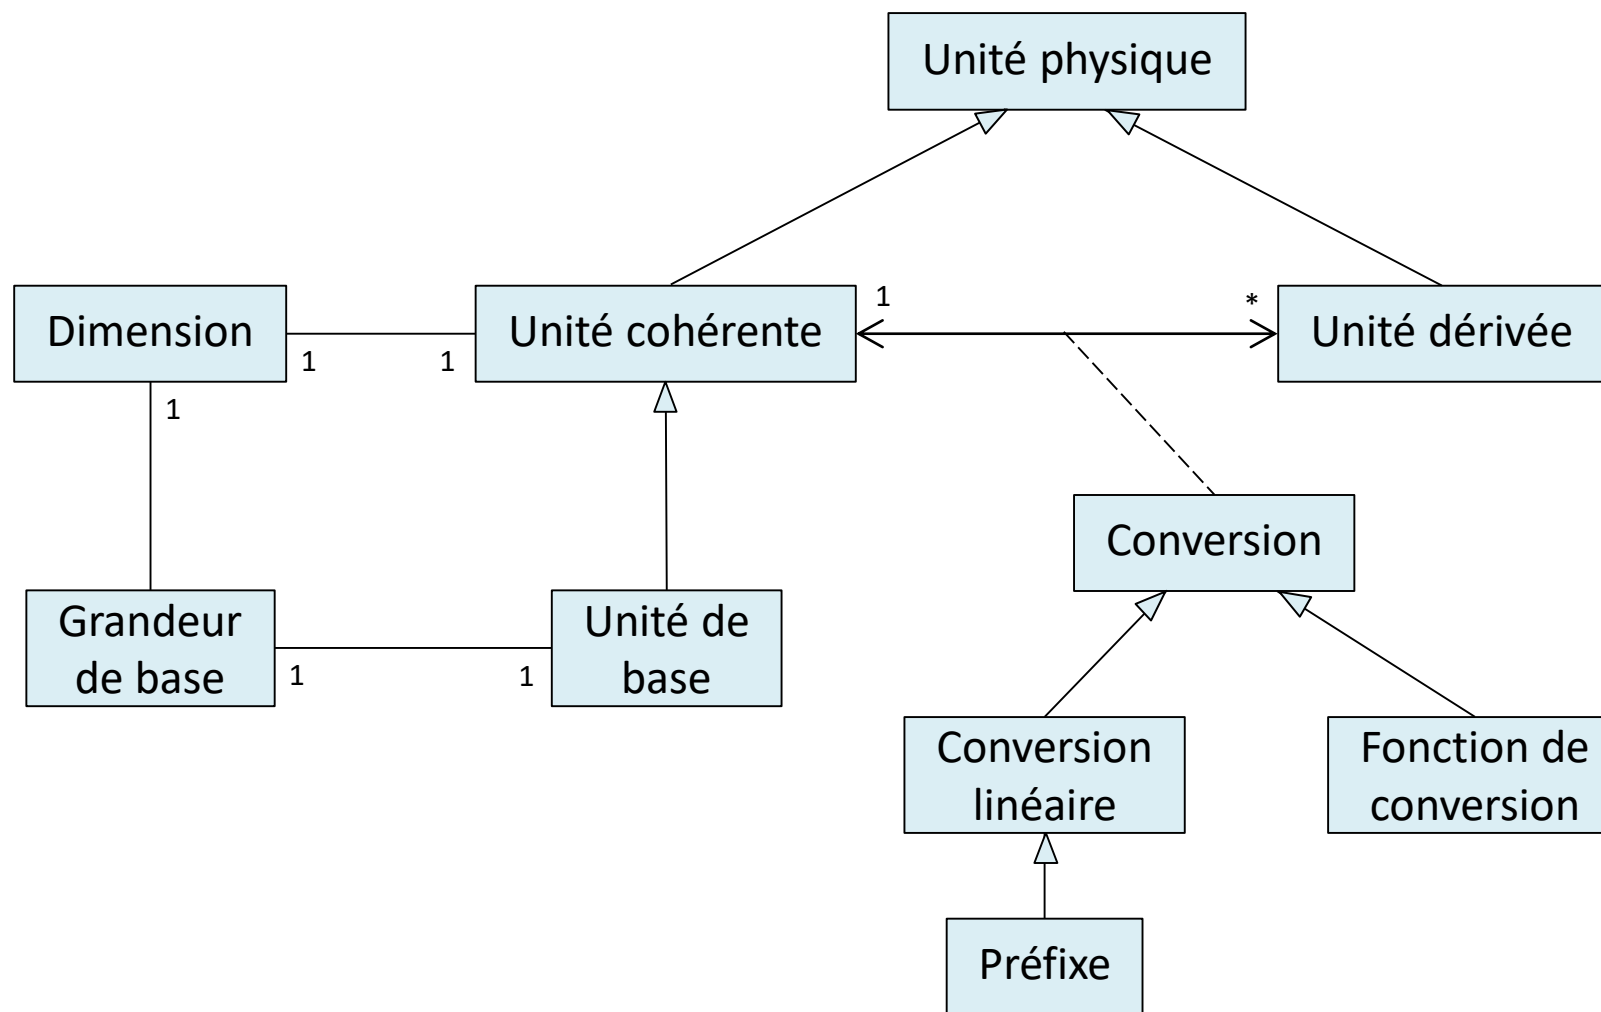 Unité physique
1
*
Dimension
Unité cohérente
Unité dérivée
1
1
1
Conversion
Grandeur
de base
Unité de
base
1
1
Conversion
linéaire
Fonction de
conversion
Préfixe